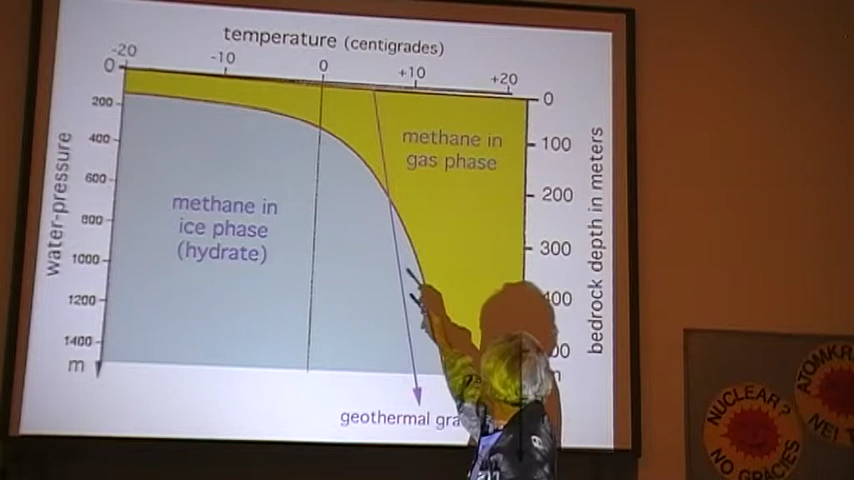 temperature (centigrades)
-20
-10
0
+10
+20
0
200
400
600
800
1000
1200
1400
m
water-pressure
0
100
200
300
bedrock depth in meters
methane in
gas phase
methane in
ice phase
(hydrate)
geothermal
NUCLEAR?
NO GRACIES
NEI